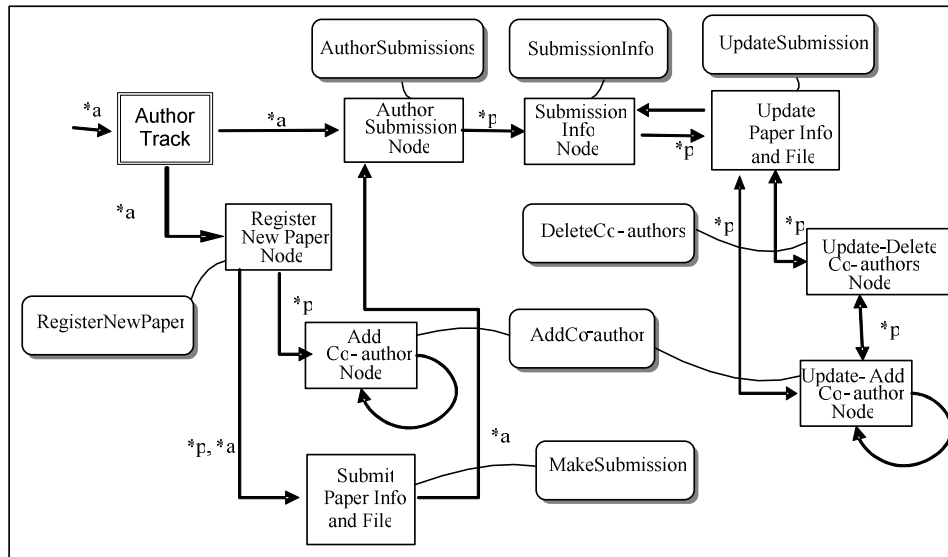 AuthorSubmissions
SubmissionInfo
UpdateSubmission
*a
Author
Track
*a
Author
Submission
Node
*p
Submission
Info
Node
*p
Update
Paper Info
and File
*a
Register
New Paper
Node
DeleteCo-authors
*p
*p
Update-Delete
Co-authors
Node
RegisterNewPaper
*p
Add
Co-author
Node
AddCo-author
*p
Update-Add
Co-author
Node
*p, *a
*a
Submit
Paper Info
and File
MakeSubmission